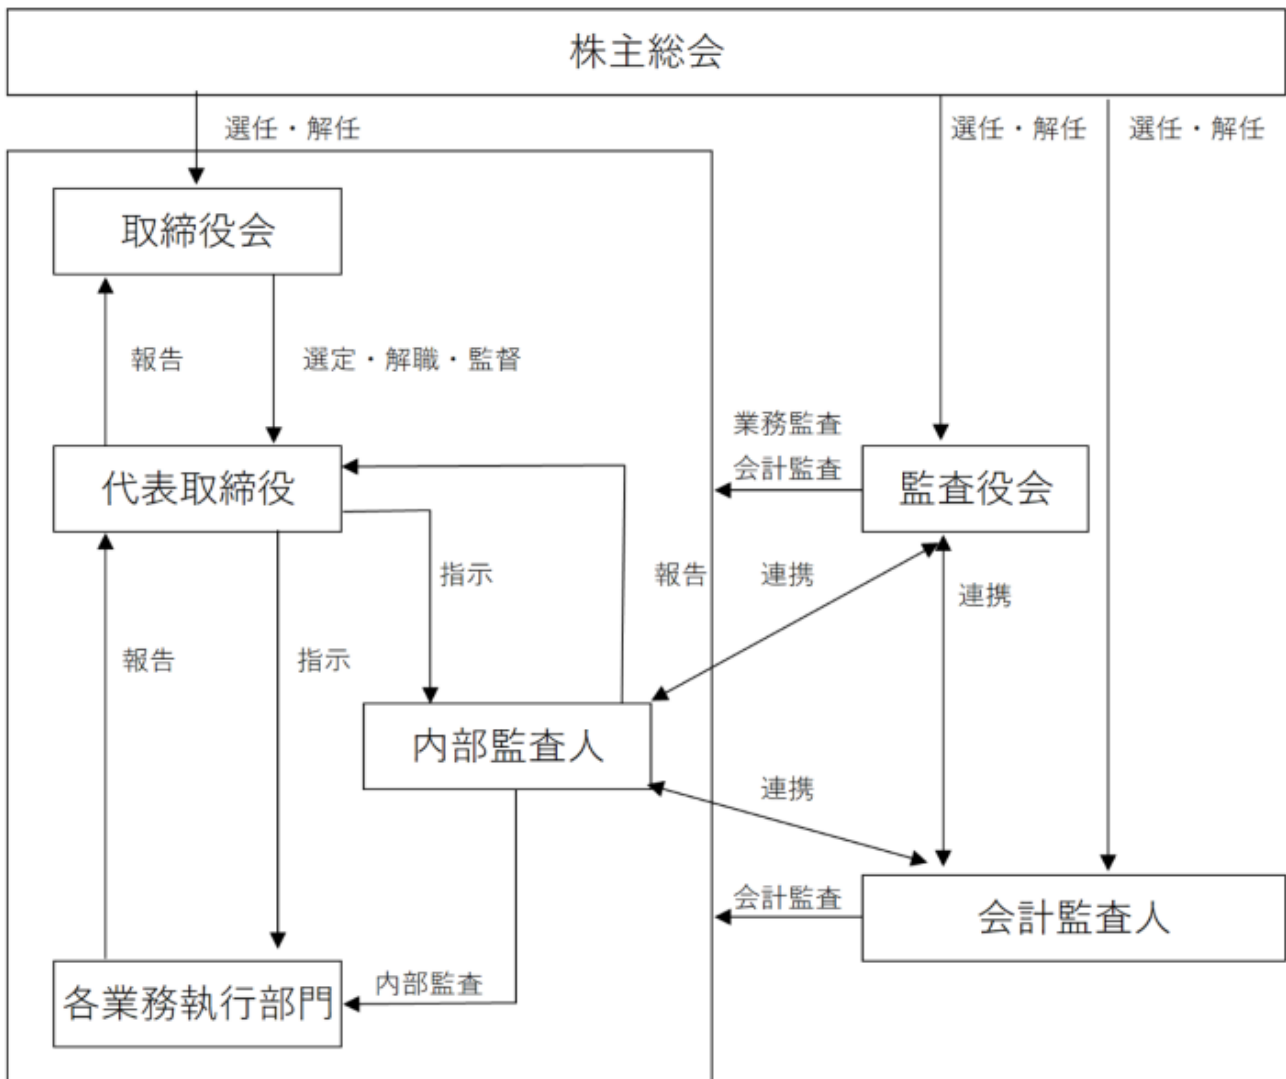 株主総会
選任・解任
選任・解任
選任・解任
取締役会
報告
選定・解職・監督
業務監査
会計監査
代表取締役
監査役会
指示
報告
連携
連携
報告
指示
内部監査人
連携
会計監査
会計監査人
内部監査
各業務執行部門